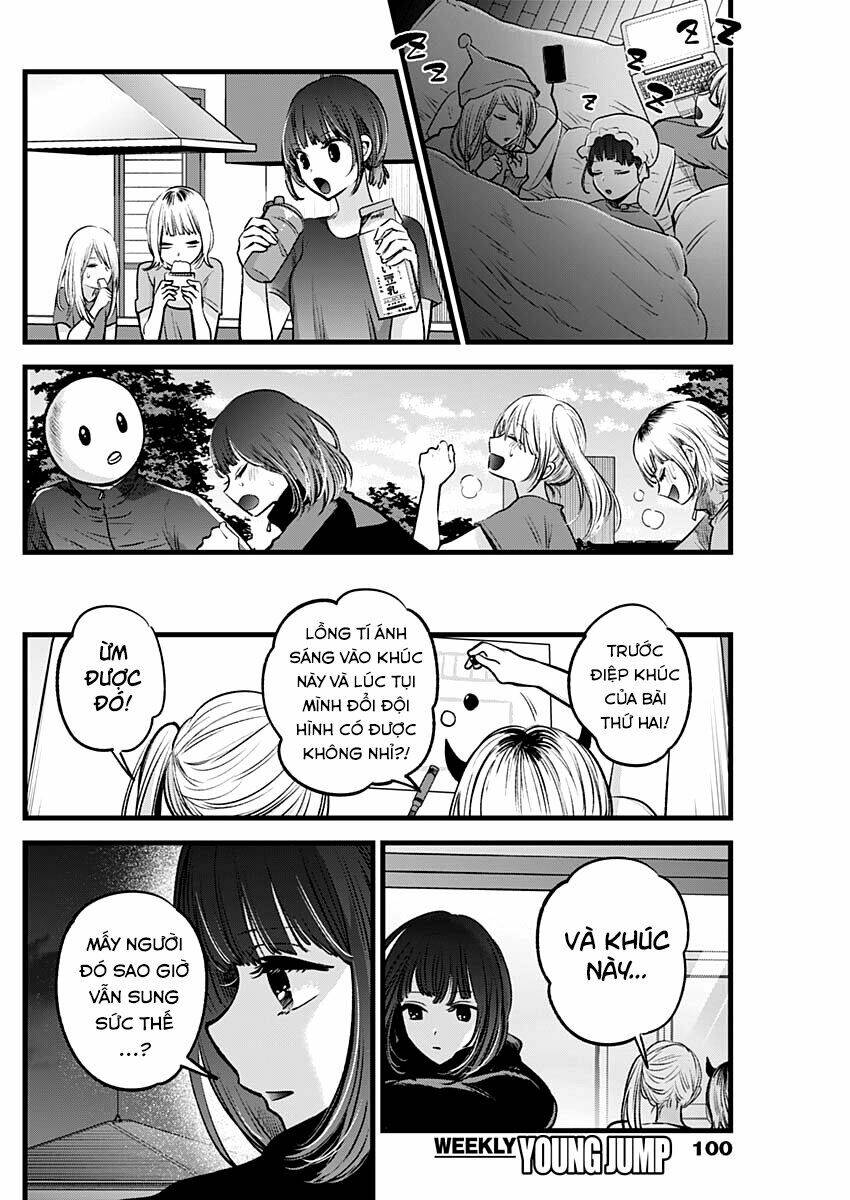 Z
Z
Z
Z
Z
豆乳
TRƯỚC
ĐIỆP KHÚC
CỦA BÀI
THỨ HAI!
LỒNG TÍ ÁNH
SÁNG VÀO KHÚC
NÀY VÀ LÚC TỤI
MÌNH ĐỔI ĐỘI
HÌNH CÓ ĐƯỢC
KHÔNG NHỈ?!
ỪM
ĐƯỢC
ĐÓ!
VÀ KHÚC
NÀY...
MẤY NGƯỜI
ĐÓ SAO GIỜ
VẪN SUNG
SỨC THẾ
...?
WEEKLY YOUNG JUMP 100